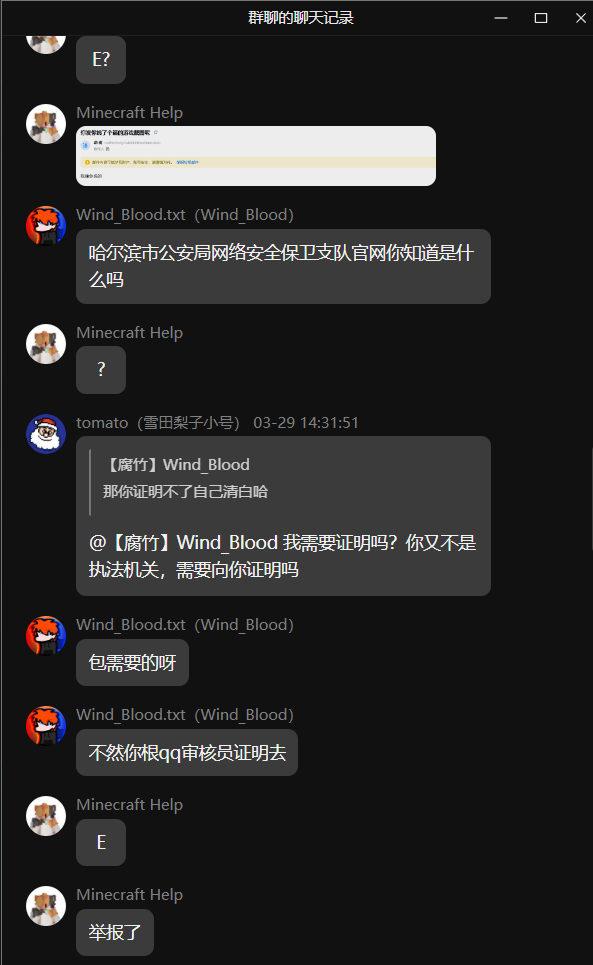 群聊的聊天记录
E?
Minecraft Help
Wind_Blood.txt（Wind_Blood）
哈尔滨市公安局网络安全保卫支队官网你知道是什
么吗
Minecraft Help
?
tomato（雪田梨子小号） 03-29 14:31:51
【腐竹】Wind_Blood
那你证明不了自己清白哈
@【腐竹】Wind_Blood 我需要证明吗？你又不是
执法机关，需要向你证明吗
Wind_Blood.txt（Wind_Blood）
包需要的呀
Wind_Blood.txt（Wind_Blood）
不然你根qq审核员证明去
Minecraft Help
E
Minecraft Help
举报了